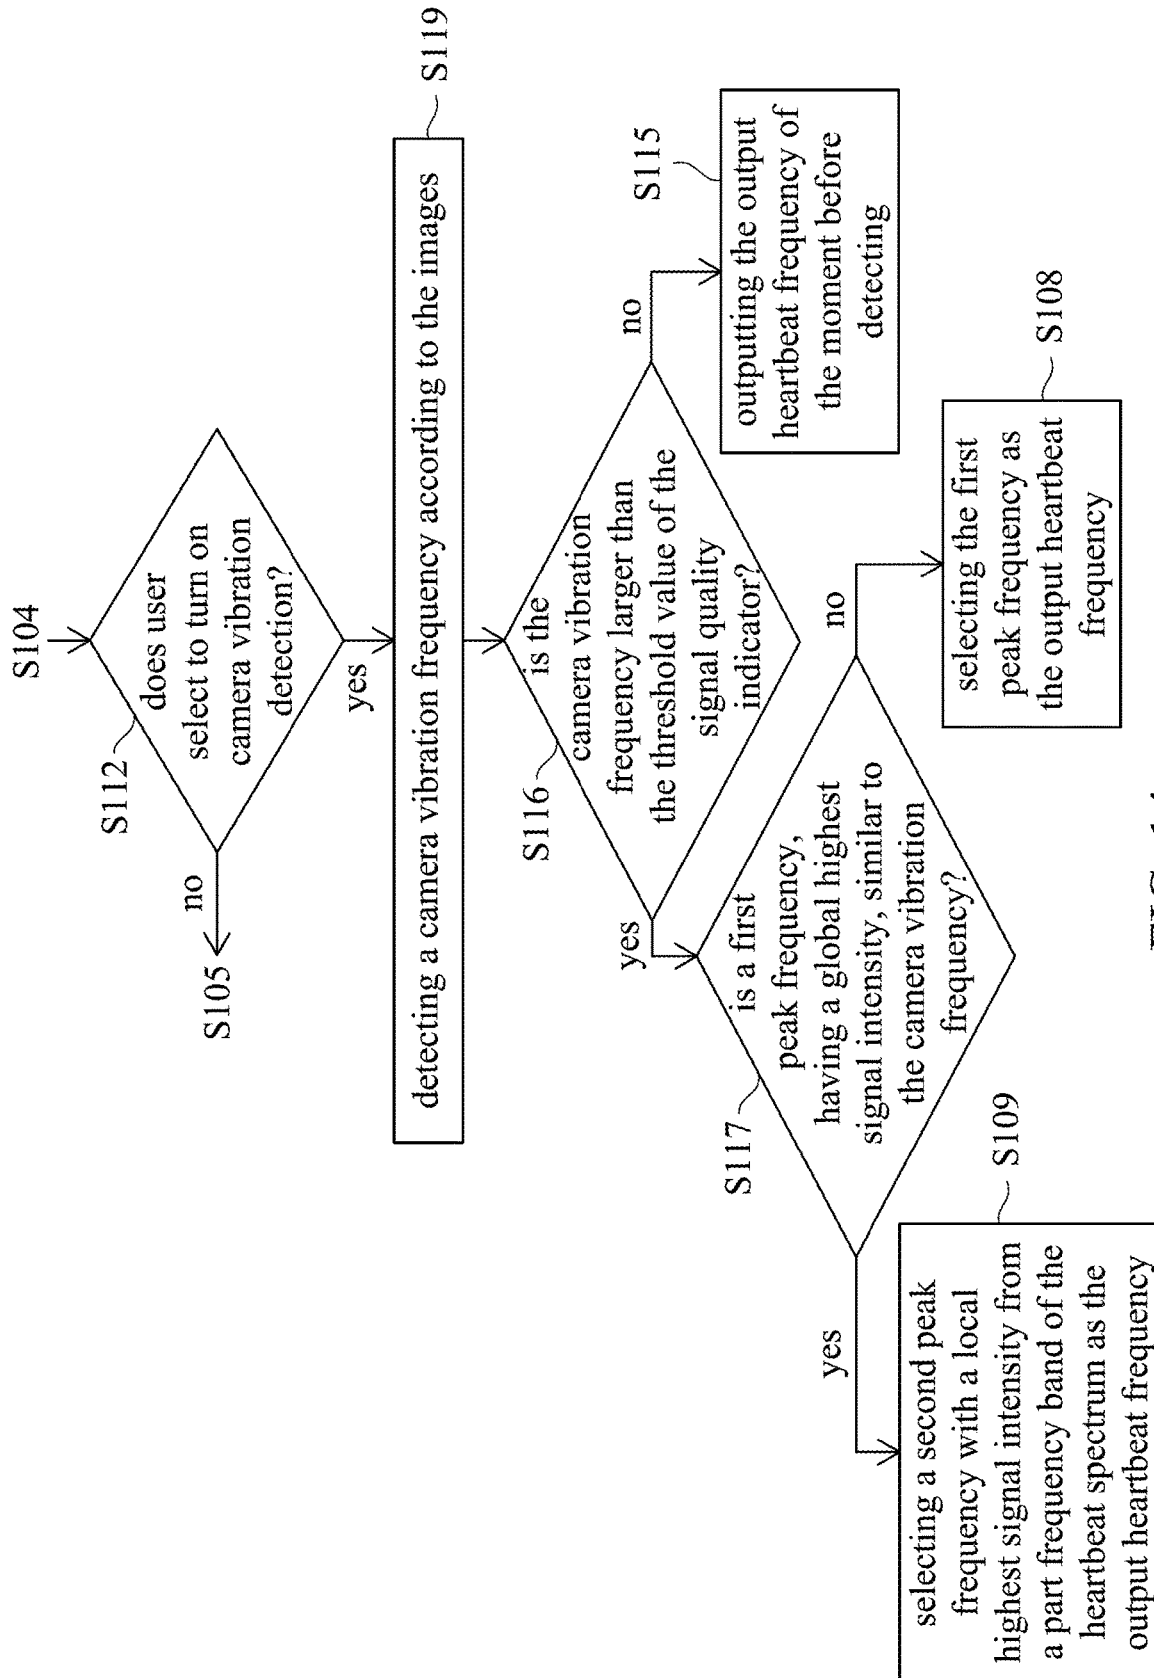 S104
does user
select to turn on
camera vibration
detection?
S112
no
S105
yes
detecting a camera vibration frequency according to the images
S119
is the
camera vibration
frequency larger than
the threshold value of the
signal quality
indicator?
S116
no
S115
outputting the output
heartbeat frequency of
the moment before
detecting
yes
is a first
peak frequency,
having a global highest
signal intensity, similar to
the camera vibration
frequency?
S117
no
S108
selecting the first
peak frequency as
the output heartbeat
frequency
yes
S109
selecting a second peak
frequency with a local
highest signal intensity from
a part frequency band of the
heartbeat spectrum as the
output heartbeat frequency